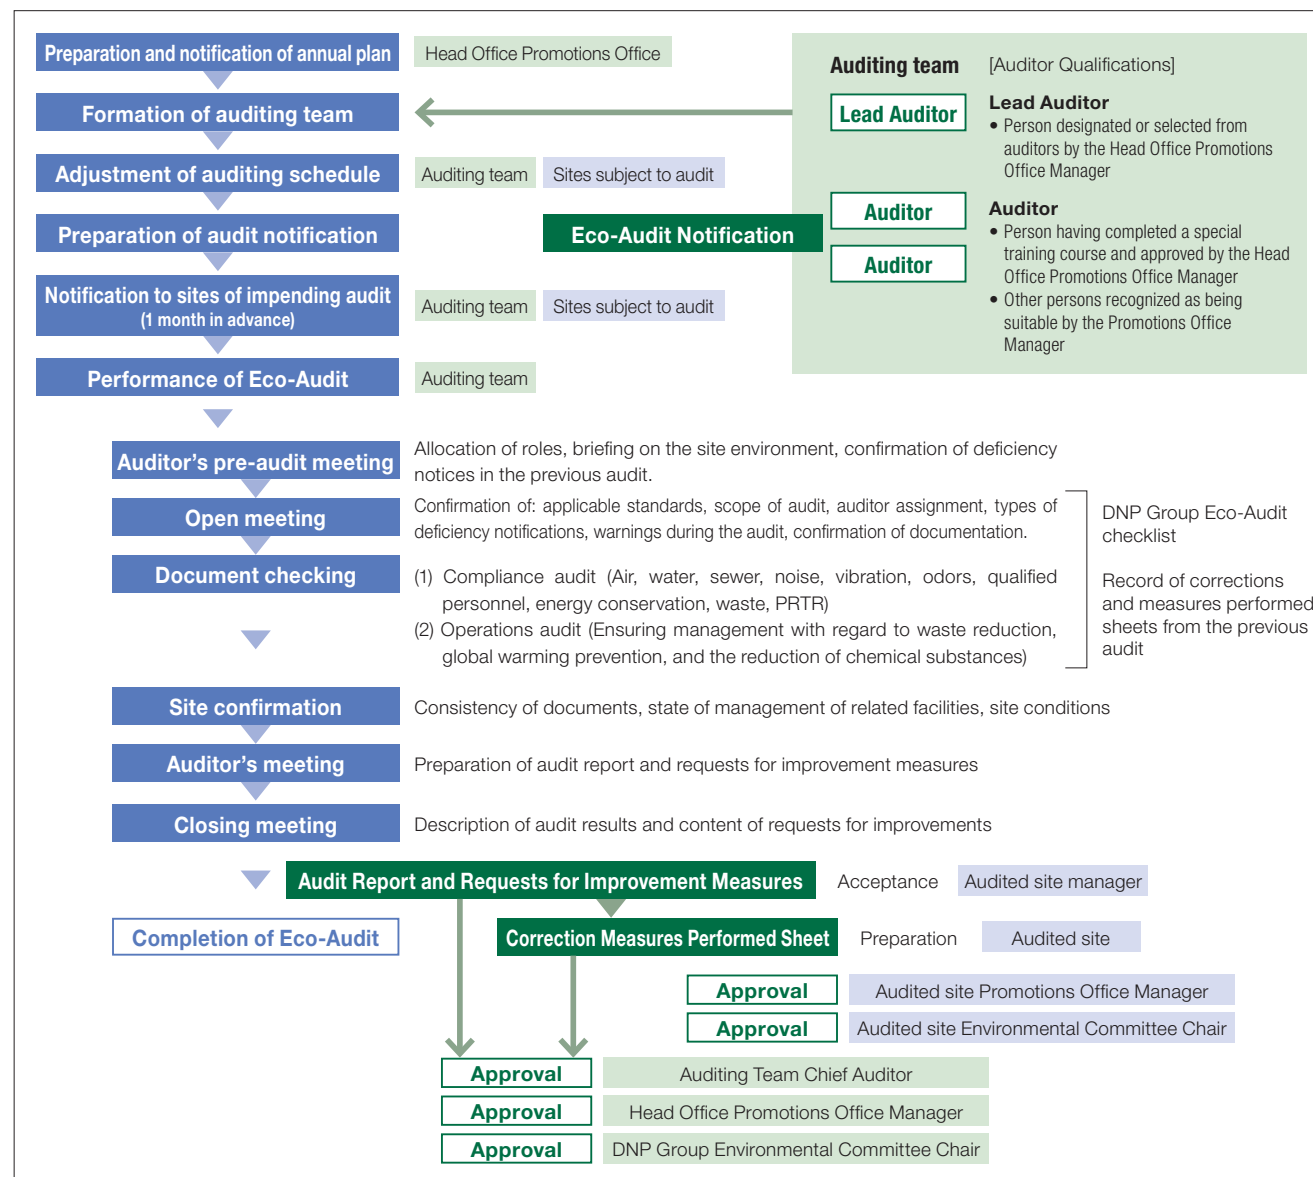 Preparation and notification of annual plan
Head Office Promotions Office
Formation of auditing team
Auditing team
[Auditor Qualifications]
Lead Auditor
Lead Auditor
• Person designated or selected from
auditors by the Head Office Promotions
Office Manager
Auditor
Auditor
Auditor
• Person having completed a special
training course and approved by the Head
Office Promotions Office Manager
• Other persons recognized as being
suitable by the Promotions Office
Manager
Adjustment of auditing schedule
Auditing team
Sites subject to audit
Preparation of audit notification
Eco-Audit Notification
Notification to sites of impending audit
(1 month in advance)
Auditing team
Sites subject to audit
Performance of Eco-Audit
Auditing team
Auditor’s pre-audit meeting
Allocation of roles, briefing on the site environment, confirmation of deficiency
notices in the previous audit.
Open meeting
Confirmation of: applicable standards, scope of audit, auditor assignment, types of
deficiency notifications, warnings during the audit, confirmation of documentation.
Document checking
(1) Compliance audit (Air, water, sewer, noise, vibration, odors, qualified
personnel, energy conservation, waste, PRTR)
(2) Operations audit (Ensuring management with regard to waste reduction,
global warming prevention, and the reduction of chemical substances)
DNP Group Eco-Audit
checklist
Record of corrections
and measures performed
sheets from the previous
audit
Site confirmation
Consistency of documents, state of management of related facilities, site conditions
Auditor’s meeting
Preparation of audit report and requests for improvement measures
Closing meeting
Description of audit results and content of requests for improvements
Audit Report and Requests for Improvement Measures
Acceptance
Audited site manager
Completion of Eco-Audit
Correction Measures Performed Sheet
Preparation
Audited site
Approval
Audited site Promotions Office Manager
Approval
Audited site Environmental Committee Chair
Approval
Auditing Team Chief Auditor
Approval
Head Office Promotions Office Manager
Approval
DNP Group Environmental Committee Chair